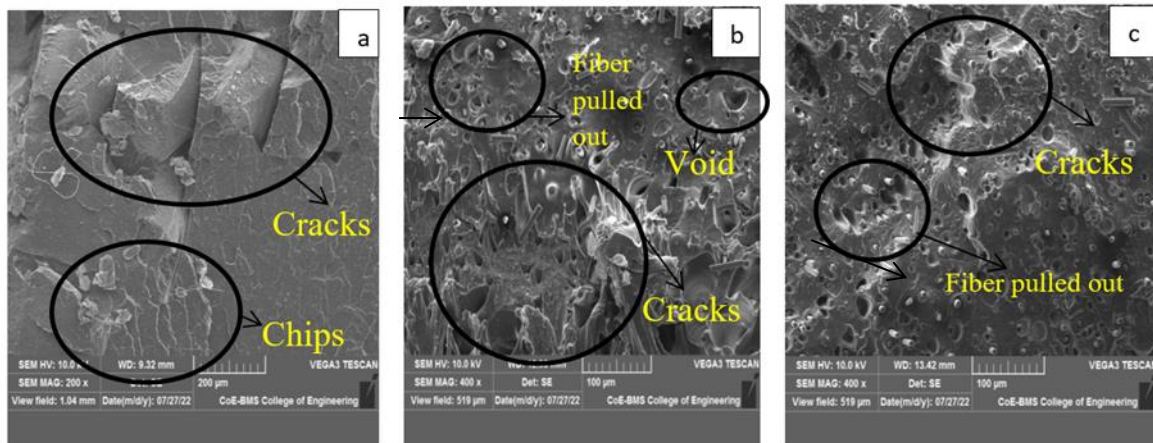 a
Cracks
Chips
SEM HV: 10.0 kV WD: 9.32 mm VEGA3 TESCAN
SEM MAG: 200 x 200 µm
View field: 1.04 mm Date(m/d/y): 07/27/22 CoE-BMS College of Engineering
b
Fiber
pulled
out
Void
Cracks
SEM HV: 10.0 kV VEGA3 TESCAN
SEM MAG: 400 x Det: SE 100 µm
View field: 519 µm Date(m/d/y): 07/27/22 CoE-BMS College of Engineering
c
Cracks
Fiber pulled out
SEM HV: 10.0 kV WD: 13.42 mm VEGA3 TESCAN
SEM MAG: 400 x Det: SE 100 µm
View field: 519 µm Date(m/d/y): 07/27/22 CoE-BMS College of Engineering